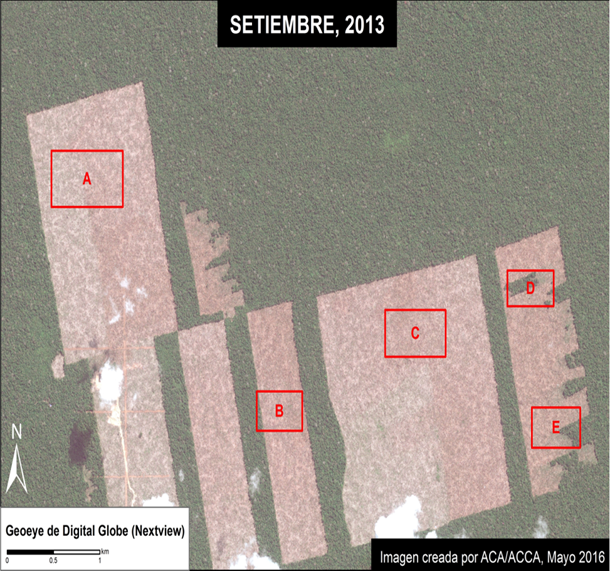 SETIEMBRE, 2013
A
B
C
D
E
N
Geoeye de Digital Globe (Nextview)
km
0 0.5 1
Imagen creada por ACA/ACCA, Mayo 2016